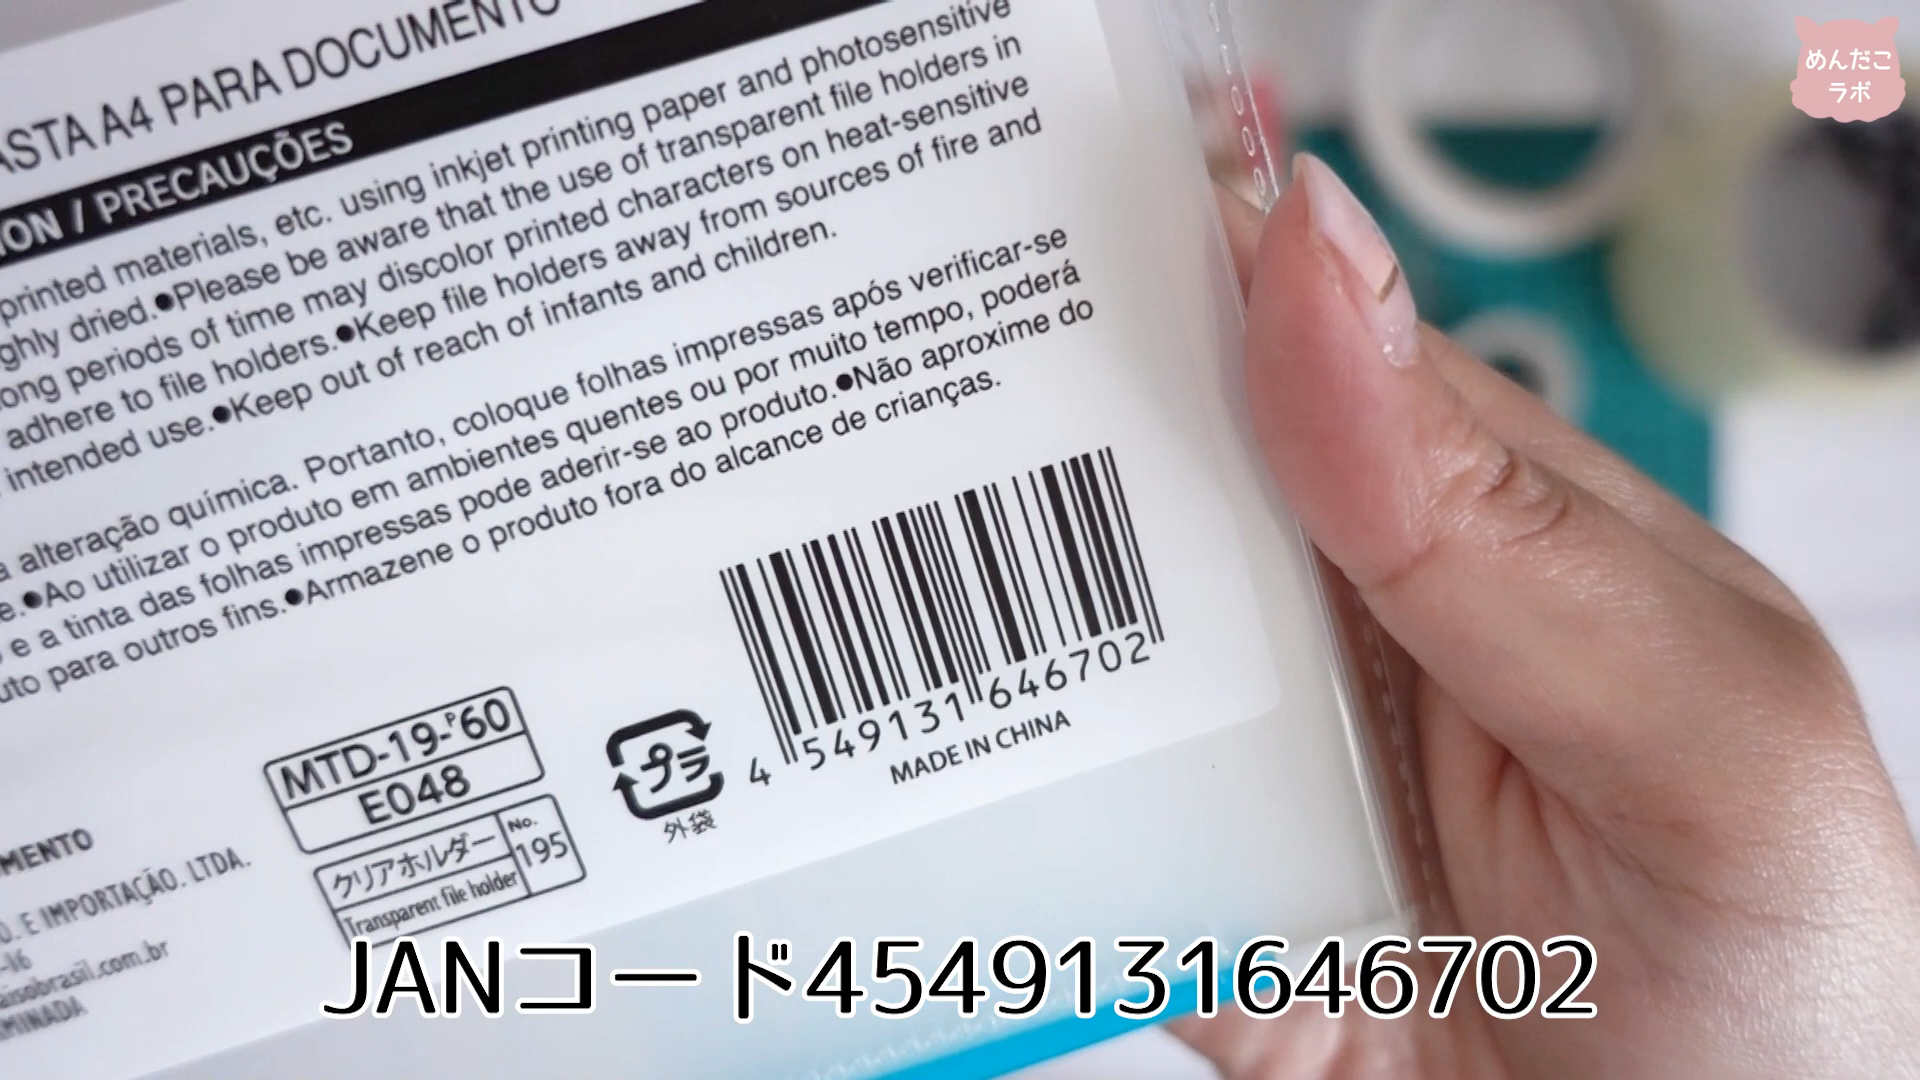 めんだこ
ラボ
ASTA A4 PARA DOCUMENTO
ION / PRECAUÇÕES
printed materials, etc. using inkjet printing paper and photosensitive
ghly dried.●Please be aware that the use of transparent file holders in
ong periods of time may discolor printed characters on heat-sensitive
adhere to file holders.●Keep file holders away from sources of fire and
intended use.●Keep out of reach of infants and children.
a alteração química. Portanto, coloque folhas impressas após verificar-se
e.●Ao utilizar o produto em ambientes quentes ou por muito tempo, poderá
e a tinta das folhas impressas pode aderir-se ao produto.●Não aproxime do
uto para outros fins.●Armazene o produto fora do alcance de crianças.
MTD-19-P60
E048
クリアホルダー
Transparent file holder
No.
195
プラ
外袋
4 549131 646702
MADE IN CHINA
MENTO
O. E IMPORTAÇÃO. LTDA.
-116
aisobrasil.com.br
MINADA
JANコード4549131646702